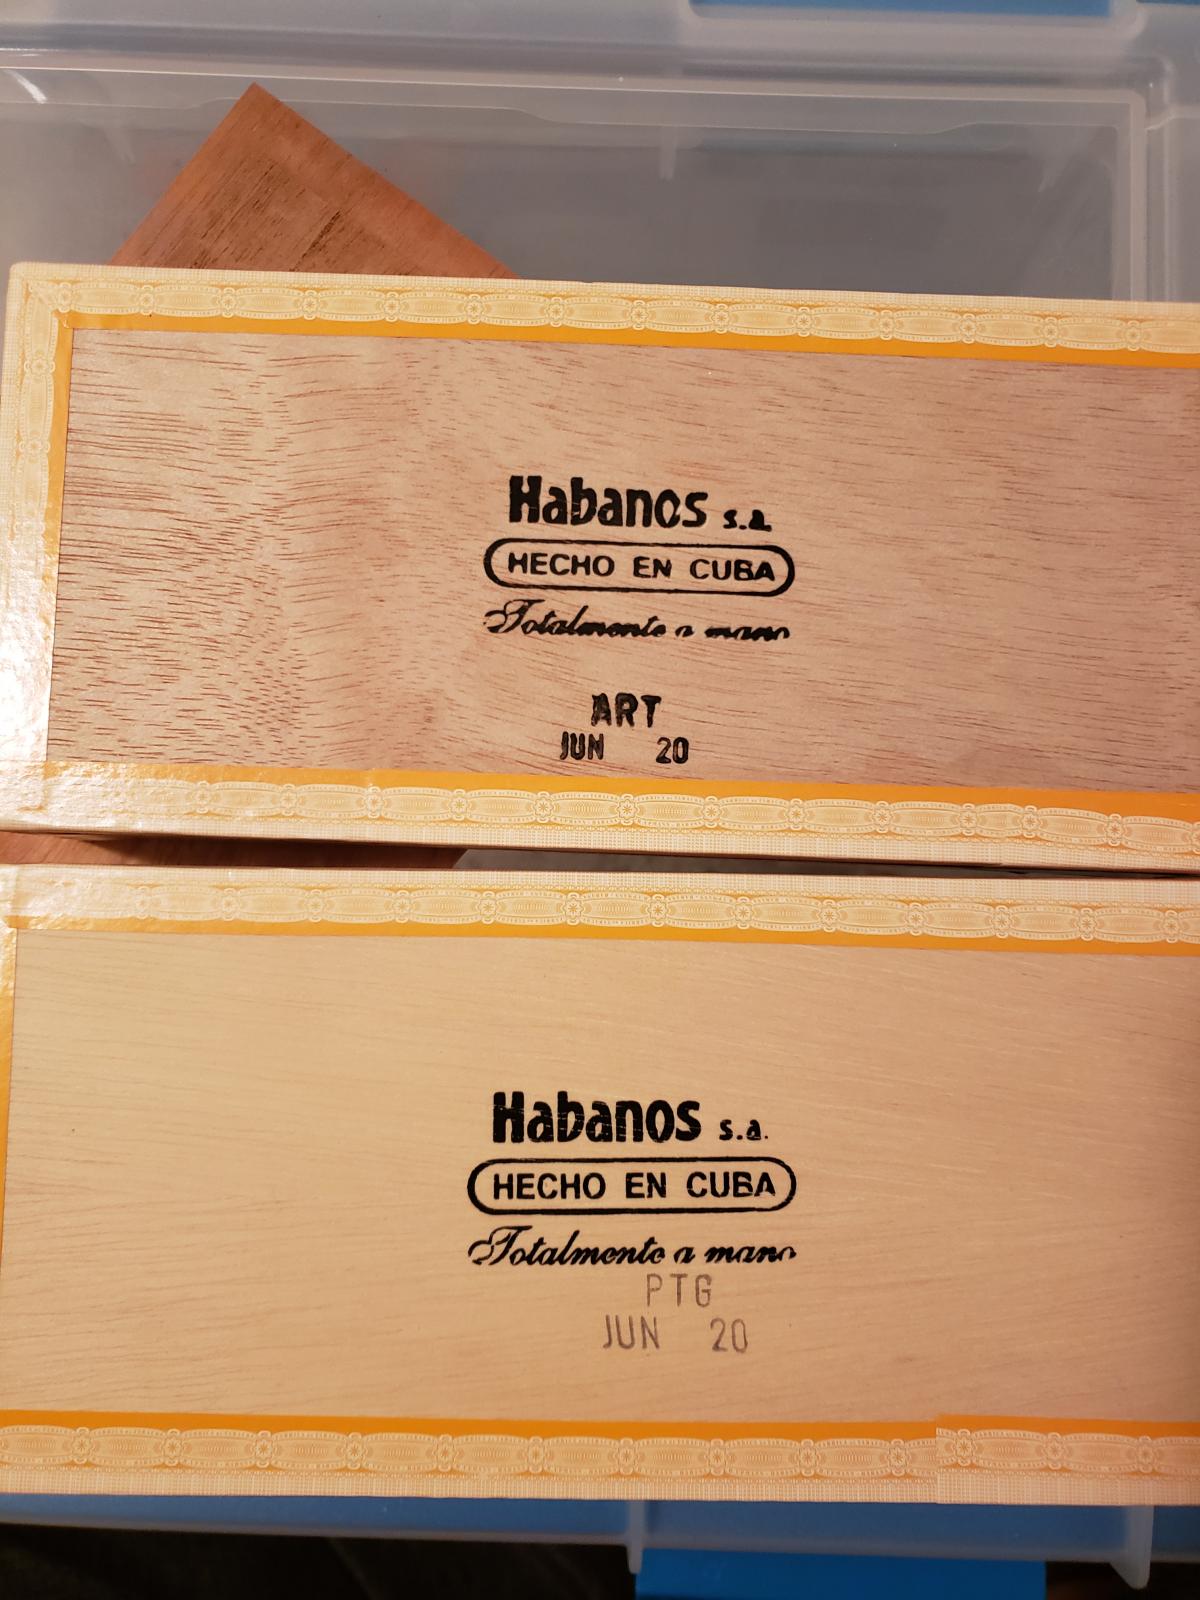 Habanos s.a.
HECHO EN CUBA
Totalmente a mano
ART
JUN 20
Habanos s.a.
HECHO EN CUBA
Totalmente a mano
PTG
JUN 20